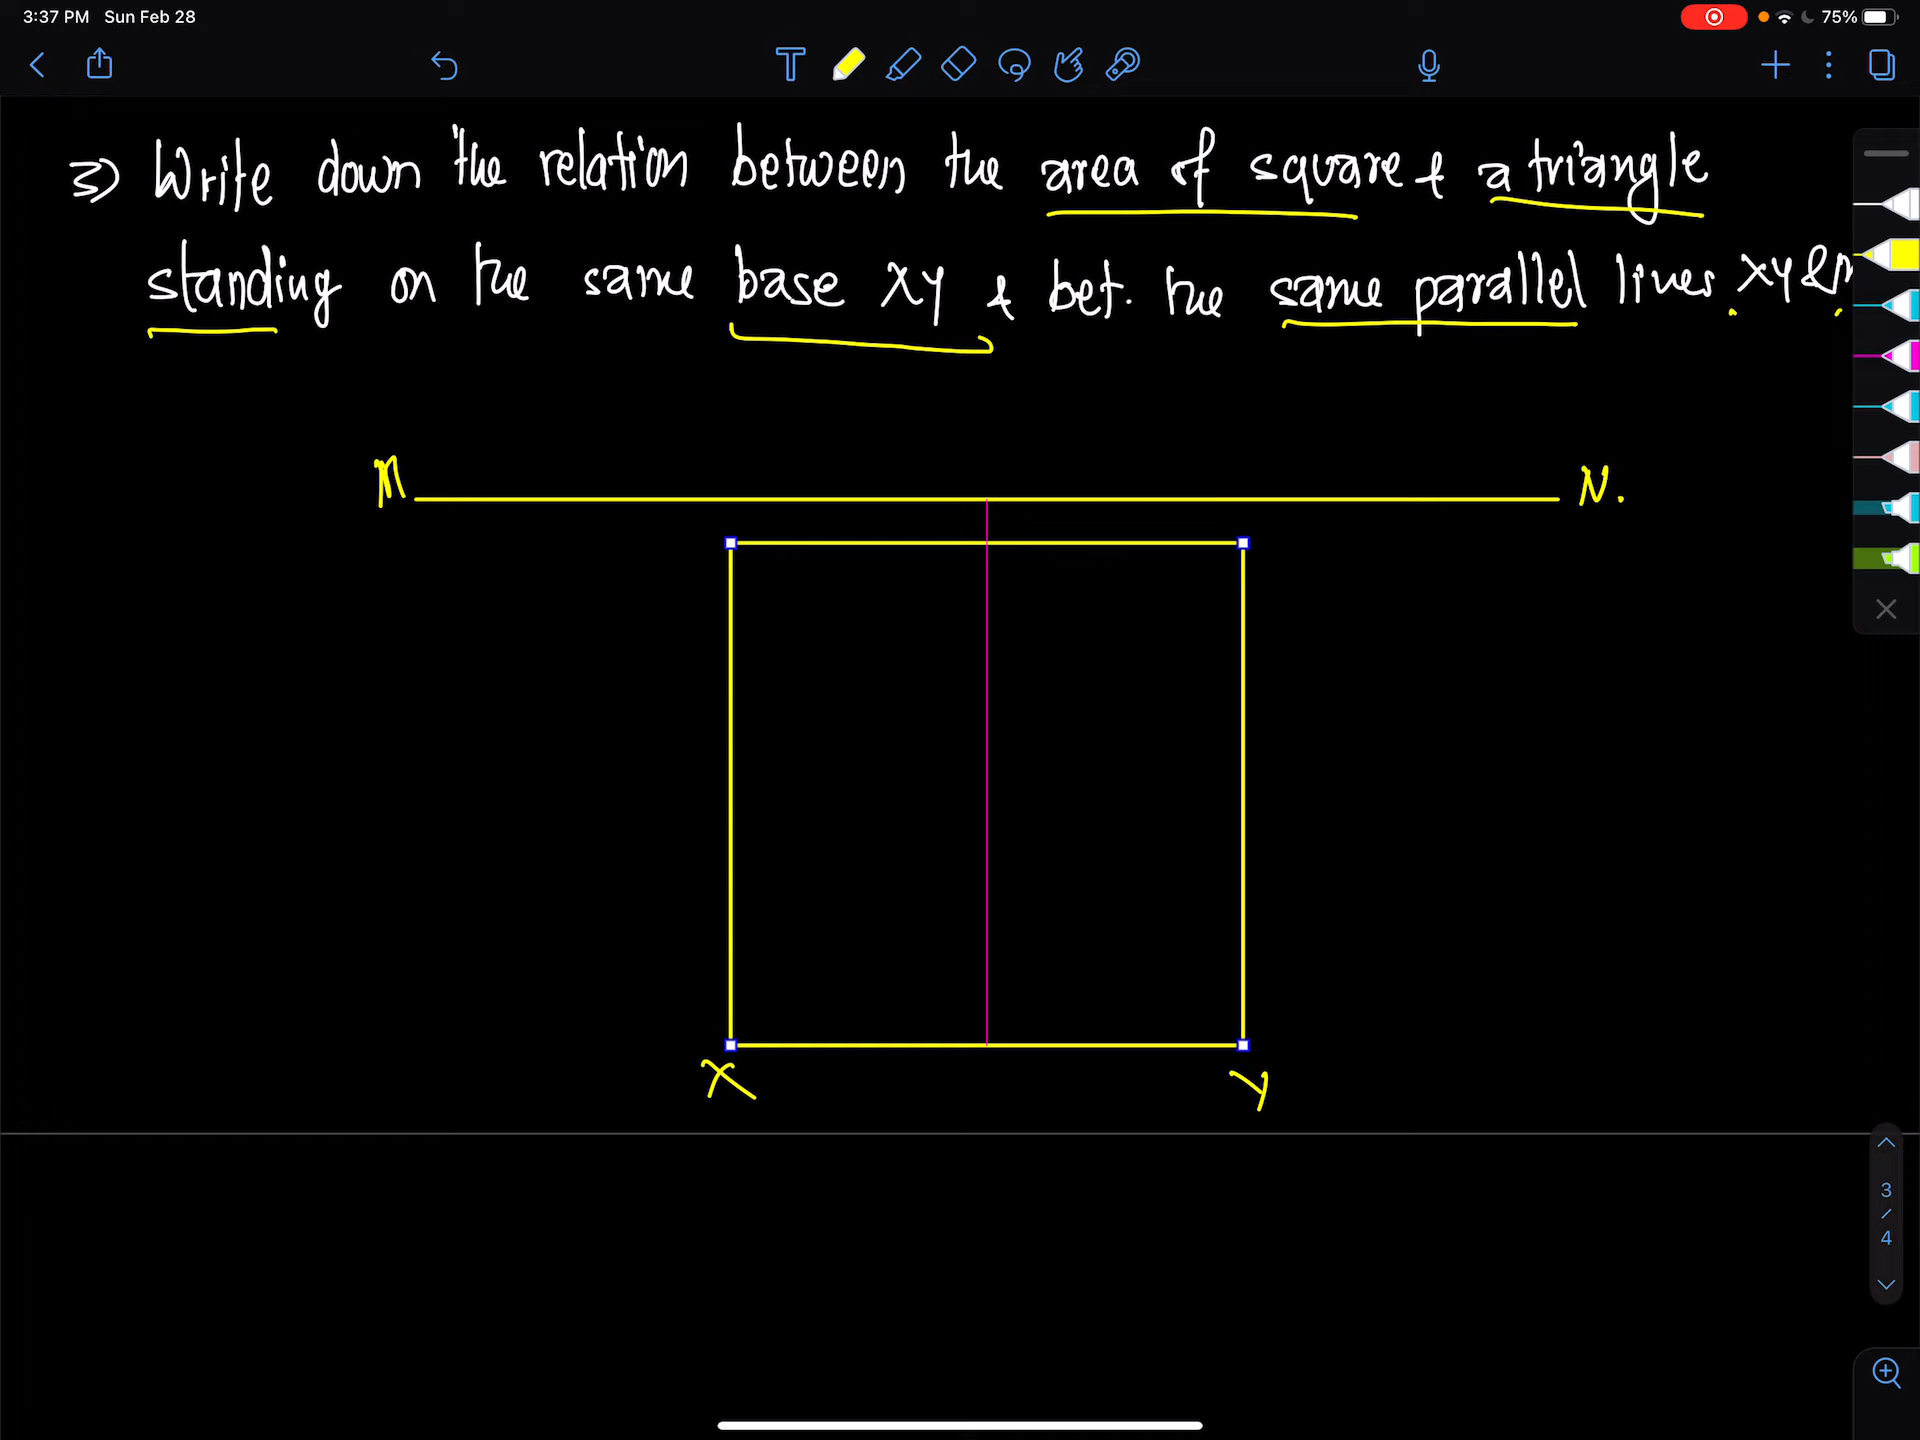 3:37 PM Sun Feb 28
75%
3) Write down the relation between the area of square & a triangle
standing on the same base XY & bet. the same parallel lines XY &
M
N.
X
Y
3
/
4